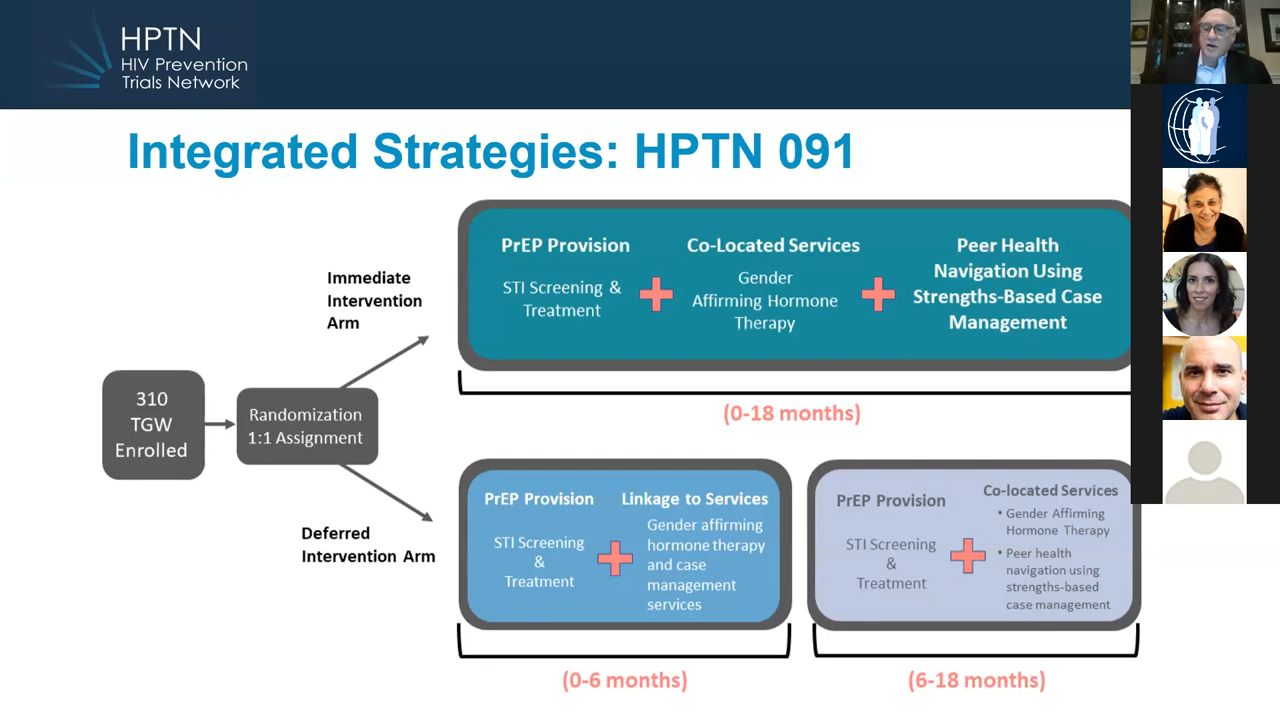 HPTN
HIV Prevention
Trials Network
Integrated Strategies: HPTN 091
310
TGW
Enrolled
Randomization
1:1 Assignment
Immediate
Intervention
Arm
PrEP Provision
STI Screening &
Treatment
Co-Located Services
Gender
Affirming Hormone
Therapy
Peer Health
Navigation Using
Strengths-Based Case
Management
(0-18 months)
Deferred
Intervention Arm
PrEP Provision
STI Screening
&
Treatment
Linkage to Services
Gender affirming
hormone therapy
and case
management
services
(0-6 months)
PrEP Provision
STI Screening
&
Treatment
Co-located Services
• Gender Affirming
Hormone Therapy
• Peer health
navigation using
strengths-based
case management
(6-18 months)